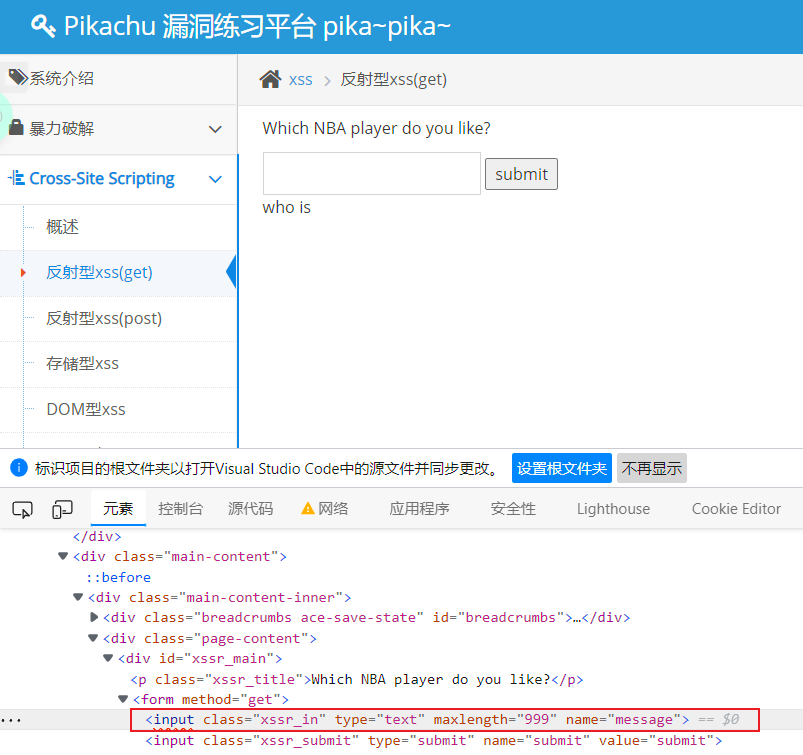 Pikachu 漏洞练习平台 pika~pika~
系统介绍
xss > 反射型xss(get)
暴力破解
Which NBA player do you like?
submit
who is
Cross-Site Scripting
概述
反射型xss(get)
反射型xss(post)
存储型xss
DOM型xss
标识项目的根文件夹以打开Visual Studio Code中的源文件并同步更改。 设置根文件夹 不再显示
元素 控制台 源代码 网络 应用程序 安全性 Lighthouse Cookie Editor
</div>
<div class="main-content">
::before
<div class="main-content-inner">
<div class="breadcrumbs ace-save-state" id="breadcrumbs">…</div>
<div class="page-content">
<div id="xssr_main">
<p class="xssr_title">Which NBA player do you like?</p>
<form method="get">
••• <input class="xssr_in" type="text" maxlength="999" name="message"> == $0
<input class="xssr_submit" type="submit" name="submit" value="submit">